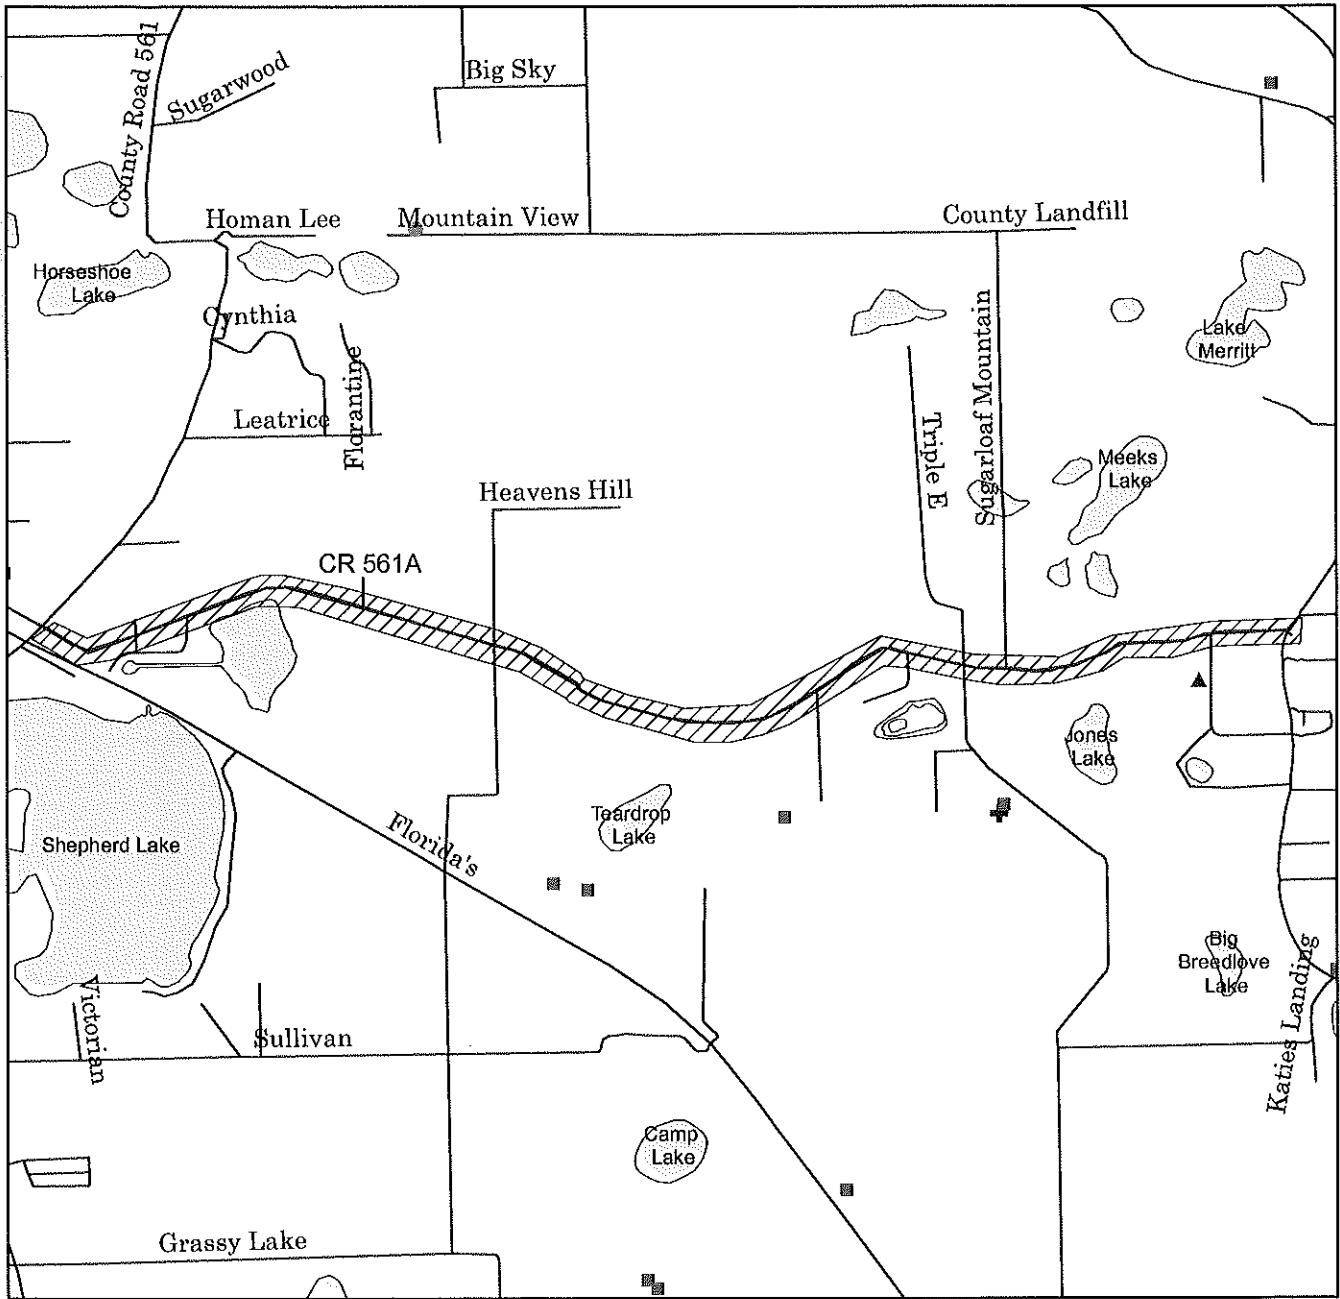 County Road 561
Sugarwood
Big Sky
Homan Lee
Mountain View
County Landfill
Horseshoe
Lake
Cynthia
Florantine
Leatrice
Lake
Merritt
Sugarloaf Mountain
Triple E
Meeks
Lake
Heavens Hill
CR 561A
Jones
Lake
Teardrop
Lake
Shepherd Lake
Florida's
Big
Breedlove
Lake
Katies Landing
Victorian
Sullivan
Camp
Lake
Grassy Lake